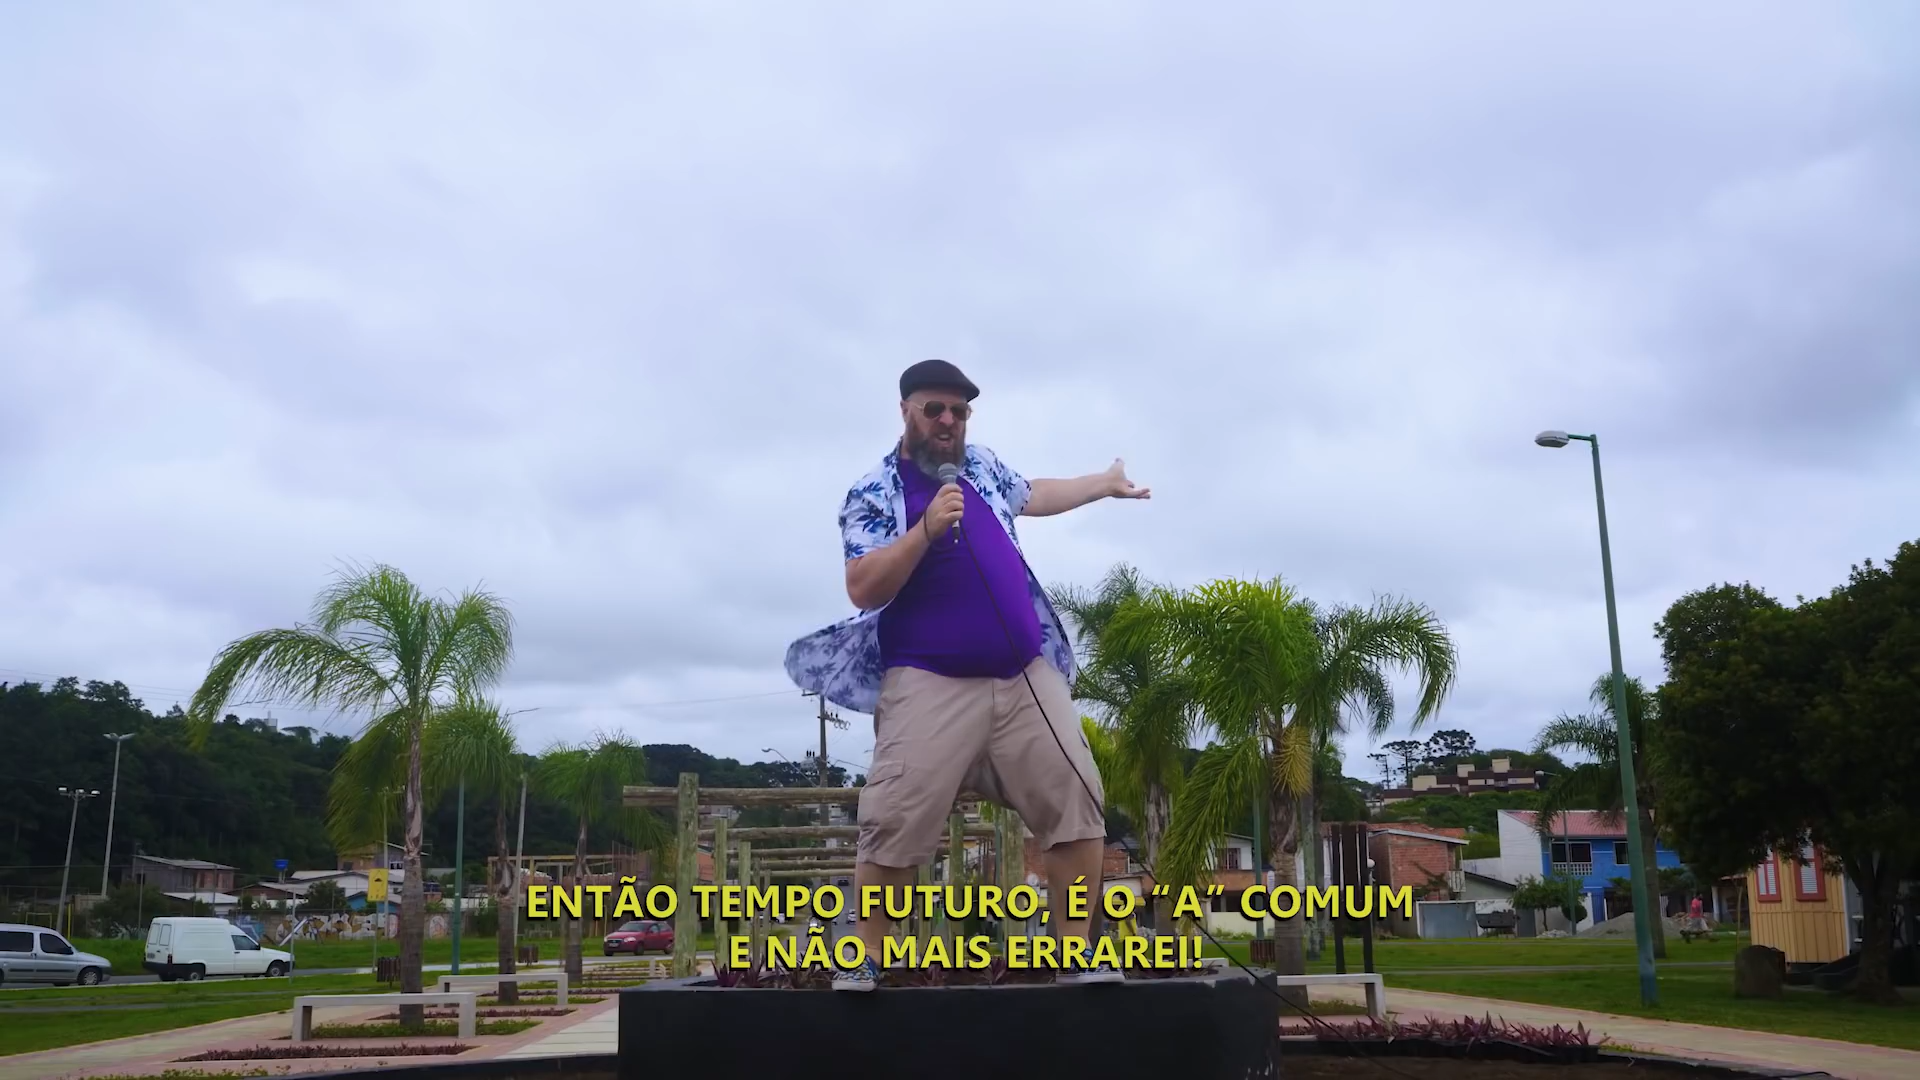 ENTÃO TEMPO FUTURO, É O “A” COMUM
E NÃO MAIS ERRAREI!